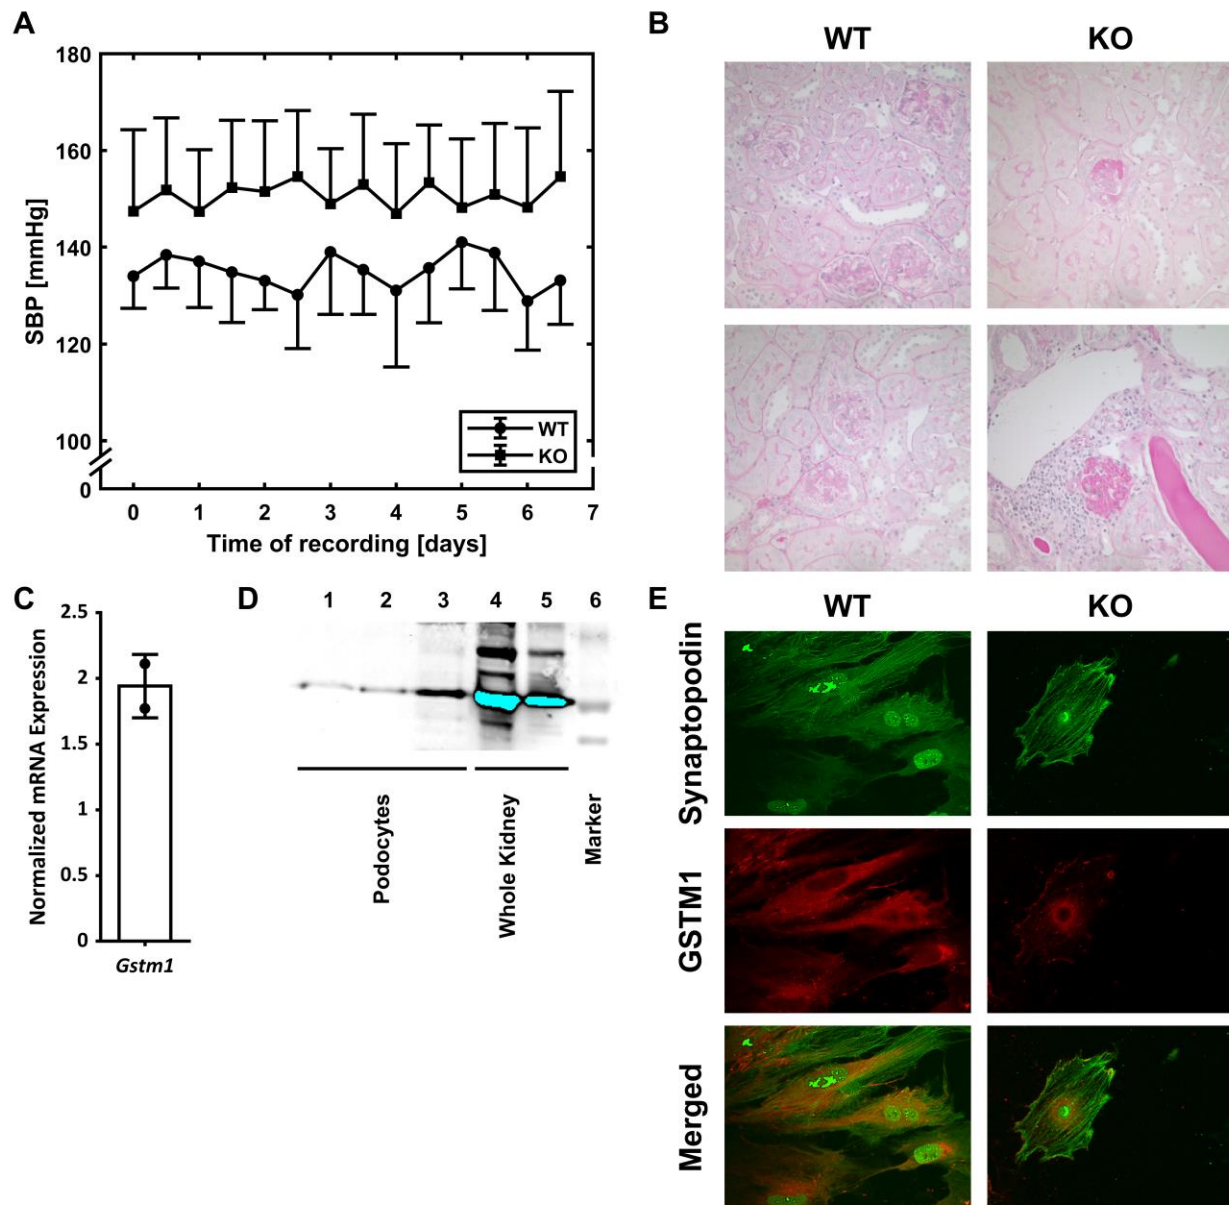 A
180
160
140
120
100
0
SBP [mmHg]
0 1 2 3 4 5 6 7
Time of recording [days]
WT
KO
B
WT KO
C
2.5
2
1.5
1
0.5
0
Normalized mRNA Expression
Gstm1
D
1 2 3 4 5 6
Podocytes
Whole Kidney
Marker
E
WT KO
Synaptopodin
GSTM1
Merged